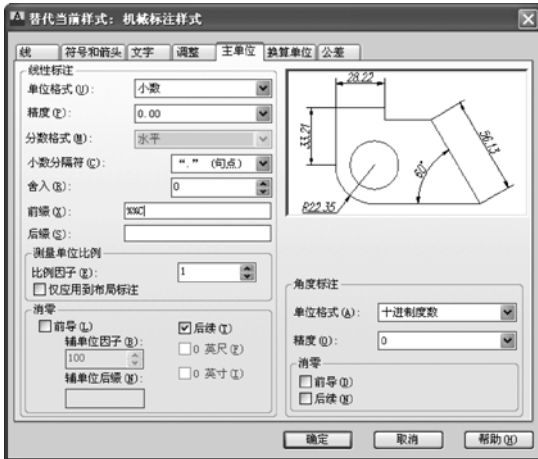 替代当前样式：机械标注样式
线 符号和箭头 文字 调整 主单位 换算单位 公差
线性标注
单位格式(U)： 小数
精度(P)： 0.00
分数格式(M)： 水平
小数分隔符(C)： “.”（句点）
舍入(R)： 0
前缀(X)： %%C
后缀(S)：
测量单位比例
比例因子(E)： 1
仅应用到布局标注
消零
前导(L) 后续(T)
辅单位因子(B)： 0 英尺(F)
100
辅单位后缀(N)： 0 英寸(I)
28.22
33.21
56.13
60°
R22.35
角度标注
单位格式(A)： 十进制度数
精度(O)： 0
消零
前导(D)
后续(N)
确定 取消 帮助(H)